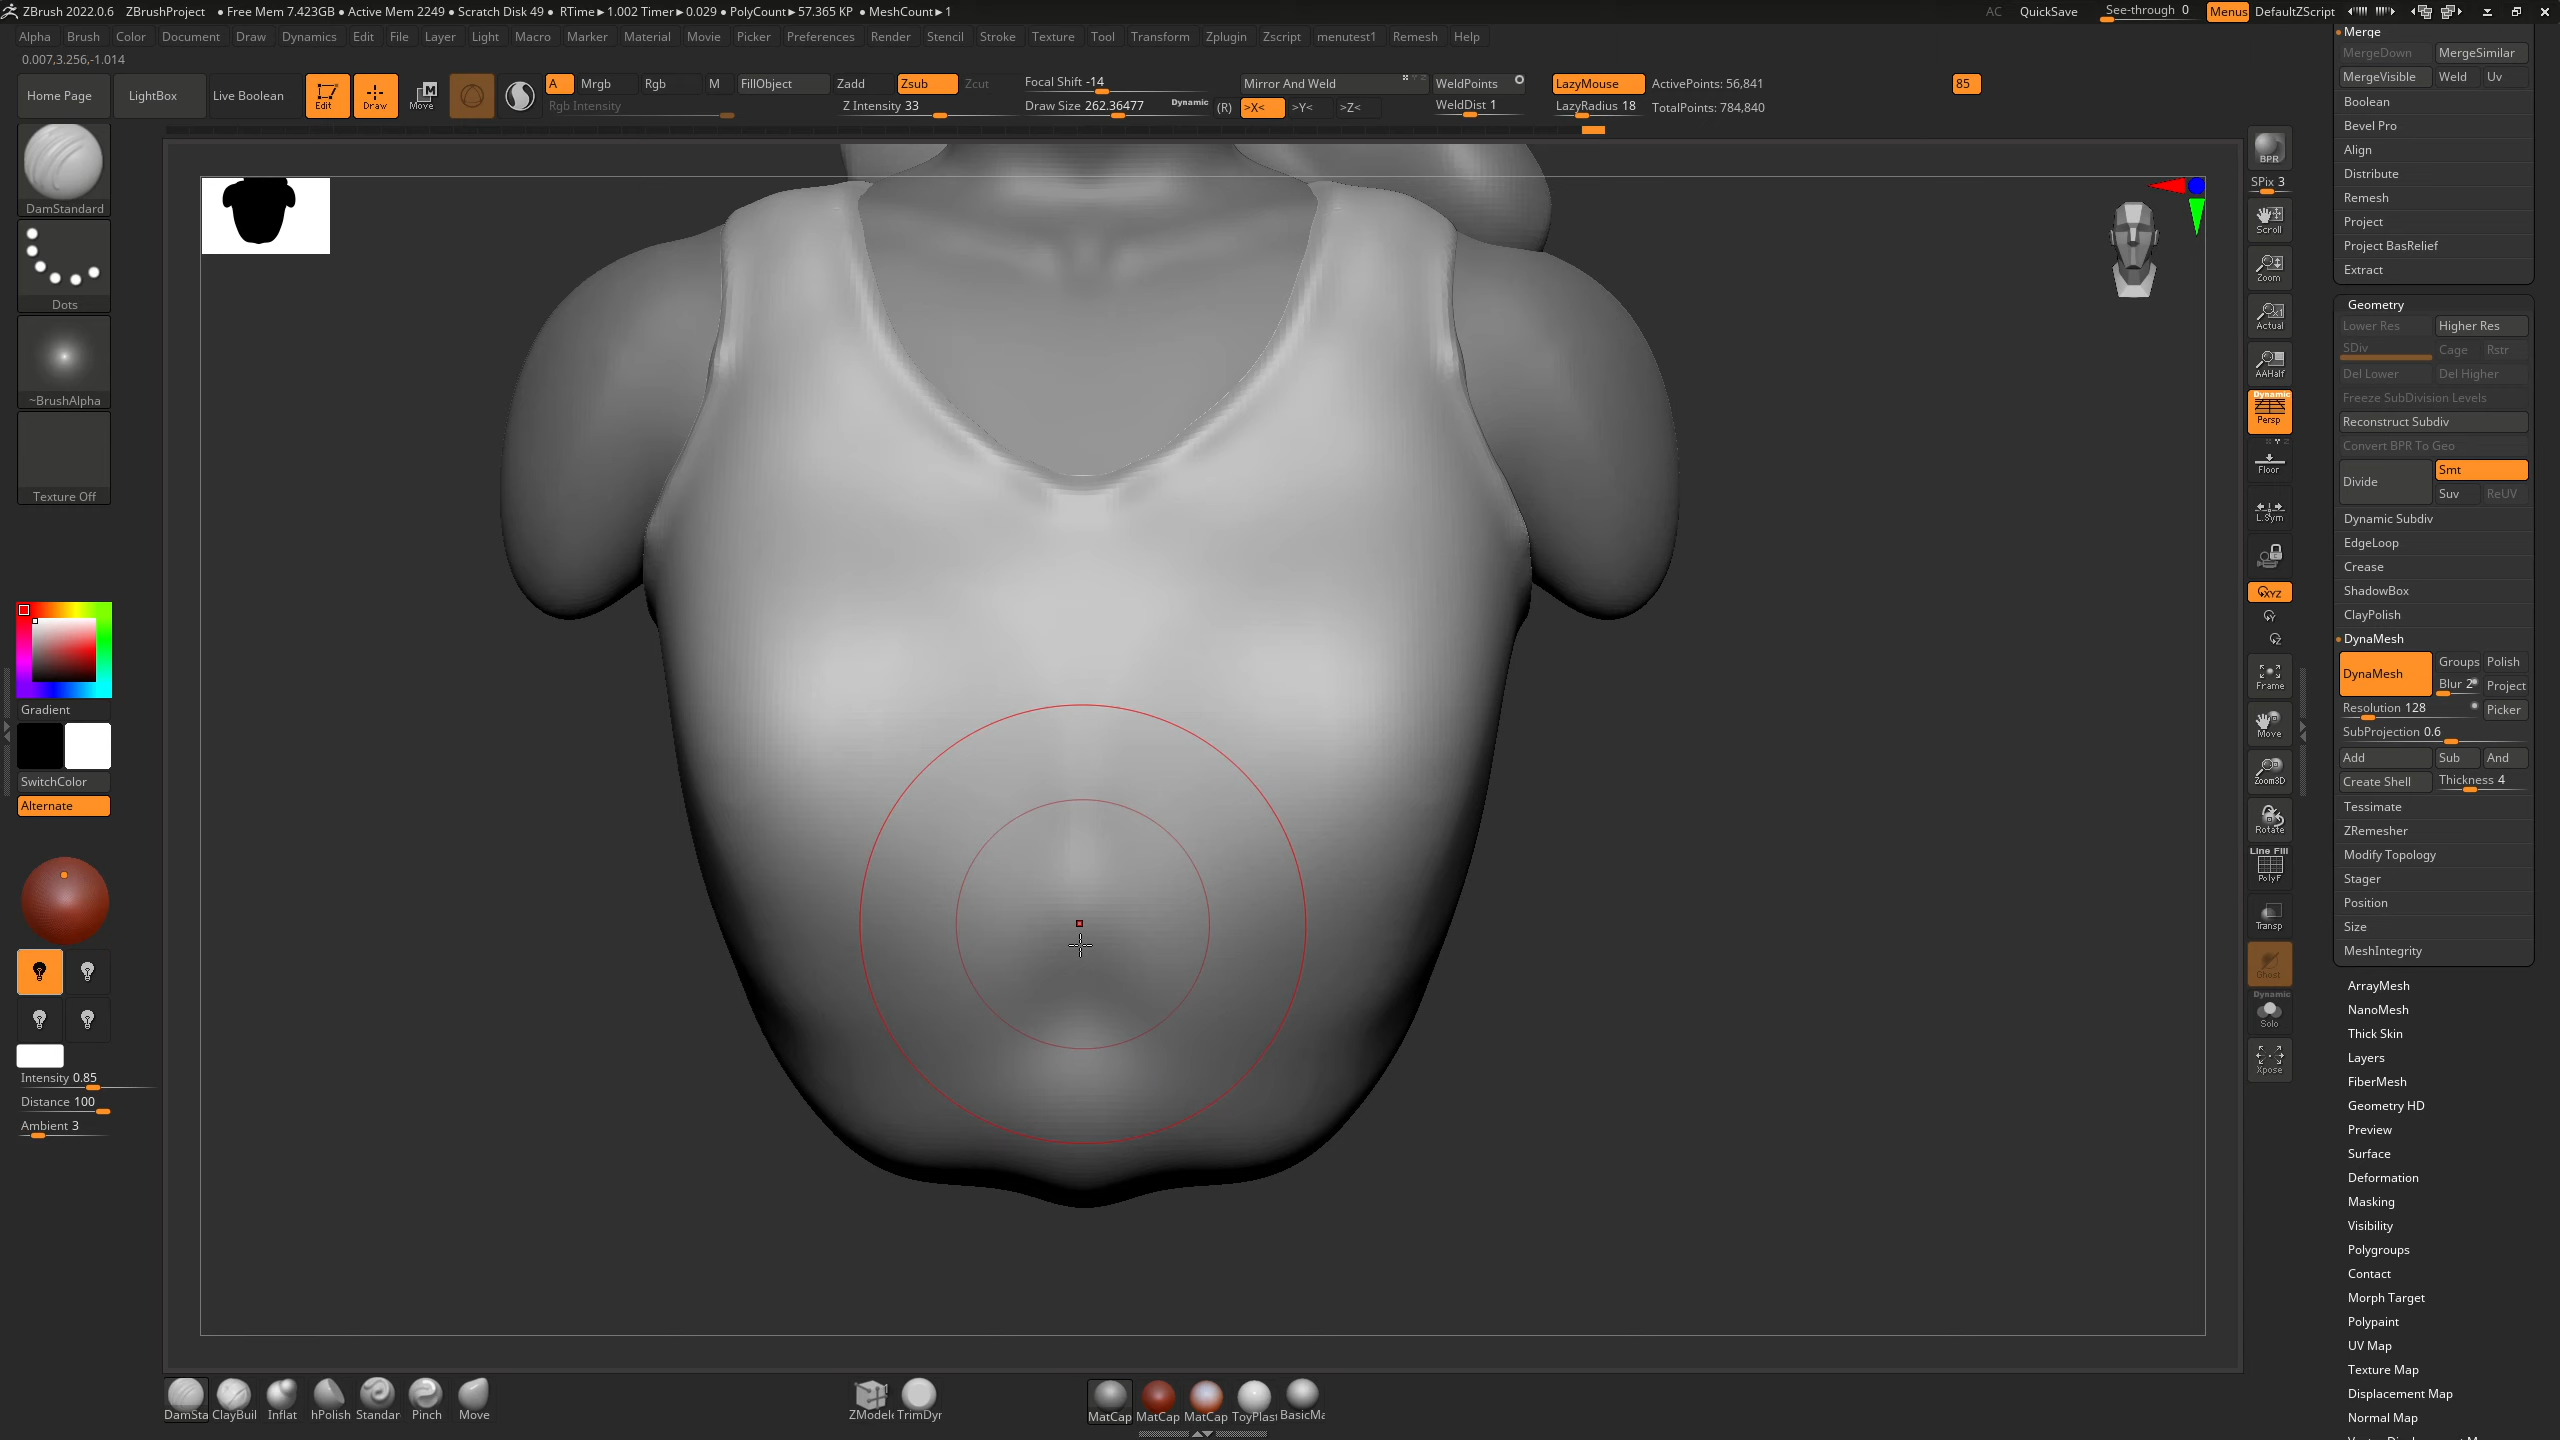 ZBrush 2022.0.6 ZBrushProject ● Free Mem 7.423GB ● Active Mem 2249 ● Scratch Disk 49 ● RTime►1.002 Timer►0.029 ● PolyCount►57.365 KP ● MeshCount►1 AC QuickSave See-through 0 Menus DefaultZScript
Alpha Brush Color Document Draw Dynamics Edit File Layer Light Macro Marker Material Movie Picker Preferences Render Stencil Stroke Texture Tool Transform Zplugin Zscript menutest1 Remesh Help
0.007,3.256,-1.014
Home Page LightBox Live Boolean Edit Draw Move
A Mrgb Rgb M FillObject Zadd Zsub Zcut Focal Shift -14 Mirror And Weld WeldPoints LazyMouse ActivePoints: 56,841 85
Rgb Intensity Z Intensity 33 Draw Size 262.36477 Dynamic (R) >X< >Y< >Z< WeldDist 1 LazyRadius 18 TotalPoints: 784,840
DamStandard
Dots
~BrushAlpha
Texture Off
Gradient
SwitchColor
Alternate
Intensity 0.85
Distance 100
Ambient 3
BPR
SPix 3
Scroll
Zoom
Actual
AAHalf
Dynamic
Persp
Floor
L.Sym
XYZ
Y
Z
Frame
Move
Zoom3D
Rotate
Line Fill
PolyF
Transp
Ghost
Dynamic
Solo
Xpose
Merge
MergeDown MergeSimilar
MergeVisible Weld Uv
Boolean
Bevel Pro
Align
Distribute
Remesh
Project
Project BasRelief
Extract
Geometry
Lower Res Higher Res
SDiv Cage Rstr
Del Lower Del Higher
Freeze SubDivision Levels
Reconstruct Subdiv
Convert BPR To Geo
Divide Smt
Suv ReUV
Dynamic Subdiv
EdgeLoop
Crease
ShadowBox
ClayPolish
DynaMesh
DynaMesh Groups Polish
Blur 2 Project
Resolution 128 Picker
SubProjection 0.6
Add Sub And
Create Shell Thickness 4
Tessimate
ZRemesher
Modify Topology
Stager
Position
Size
MeshIntegrity
ArrayMesh
NanoMesh
Thick Skin
Layers
FiberMesh
Geometry HD
Preview
Surface
Deformation
Masking
Visibility
Polygroups
Contact
Morph Target
Polypaint
UV Map
Texture Map
Displacement Map
Normal Map
DamSta ClayBuil Inflat hPolish Standar Pinch Move ZModele TrimDyr MatCap MatCap MatCap ToyPlas BasicMa